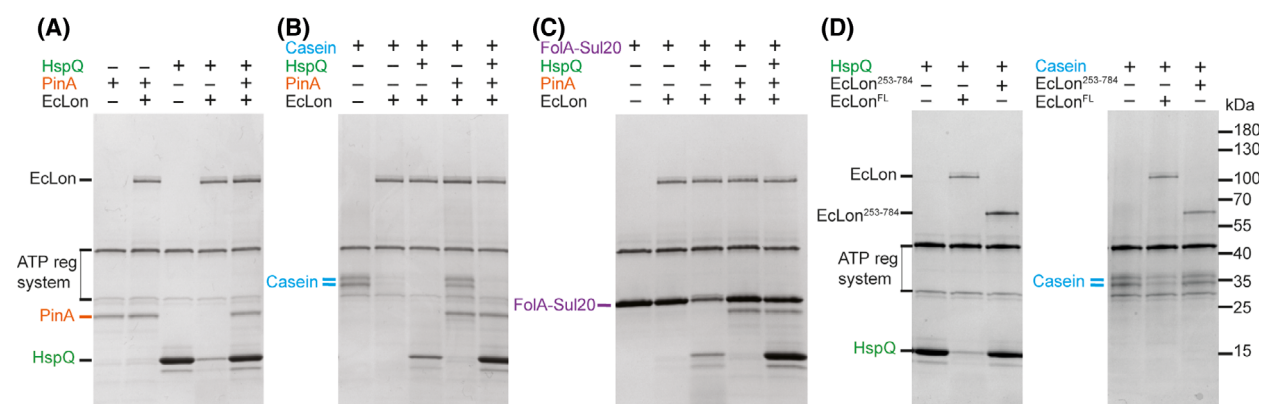 (A)
HspQ – – + + +
PinA + + – – +
EcLon – + – + +
EcLon
ATP reg
system
PinA
HspQ
(B)
Casein + + + + +
HspQ – – + – +
PinA – – – + +
EcLon – + + + +
Casein
(C)
FolA-Sul20 + + + + +
HspQ – – + – +
PinA – – – + +
EcLon – + + + +
FolA-Sul20
(D)
HspQ + + +
EcLon253-784 – – +
EcLonFL – + –
EcLon
EcLon253-784
ATP reg
system
HspQ
Casein + + +
EcLon253-784 – – +
EcLonFL – + –
Casein
kDa
180
130
100
70
55
40
35
25
15